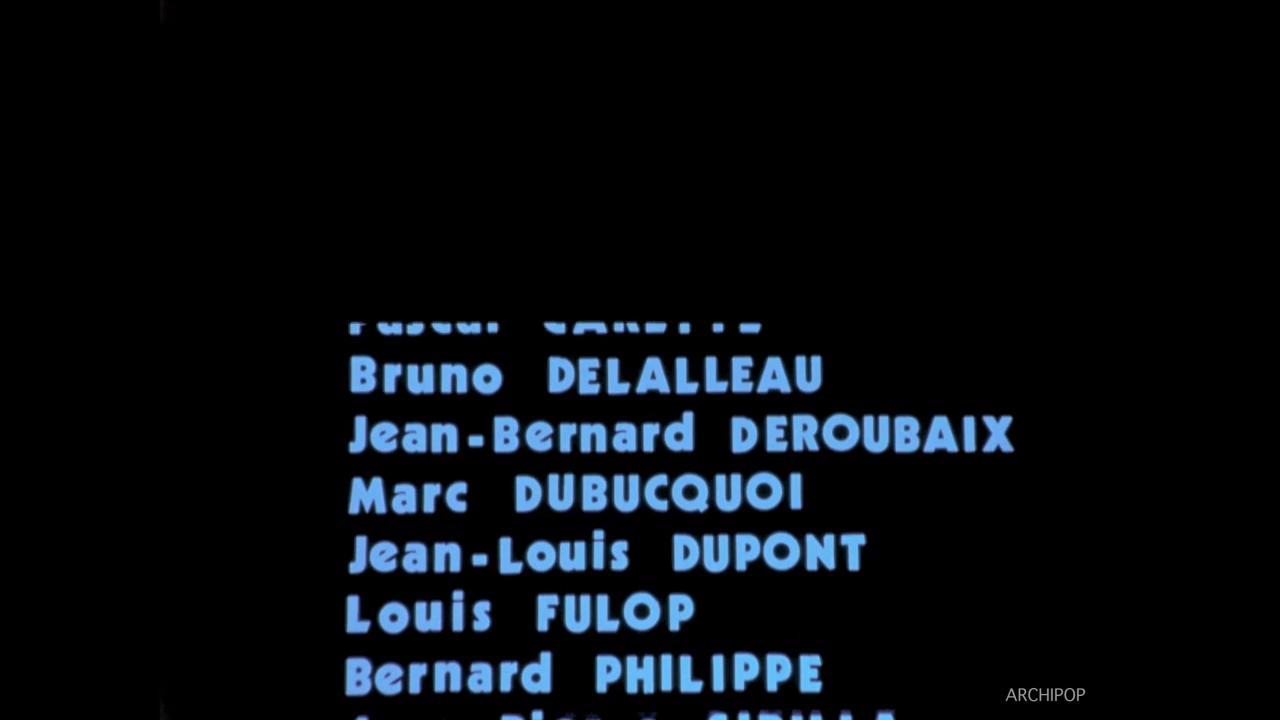 Bruno DELALLEAU
Jean-Bernard DEROUBAIX
Marc DUBUCQUOI
Jean-Louis DUPONT
Louis FULOP
Bernard PHILIPPE
ARCHIPOP